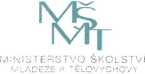 MŠMT
MINISTERSTVO ŠKOLSTVÍ
MLÁDEŽE A TĚLOVÝCHOVY